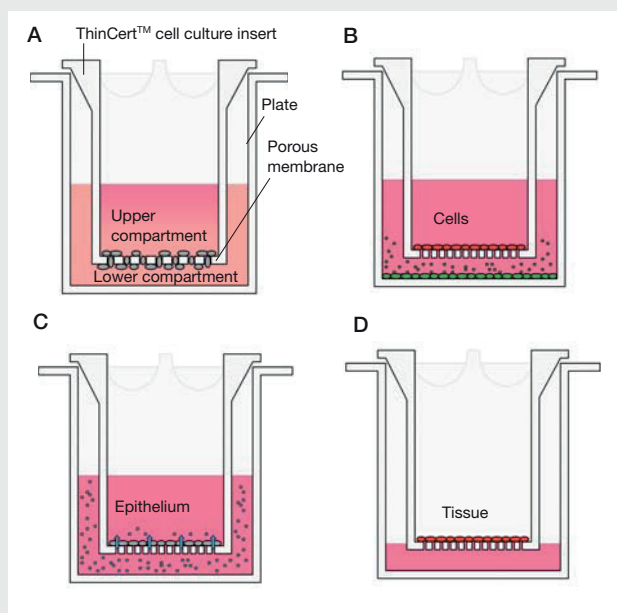 A
ThinCert™ cell culture insert
Plate
Porous
membrane
Upper
compartment
Lower compartment
B
Cells
C
Epithelium
D
Tissue